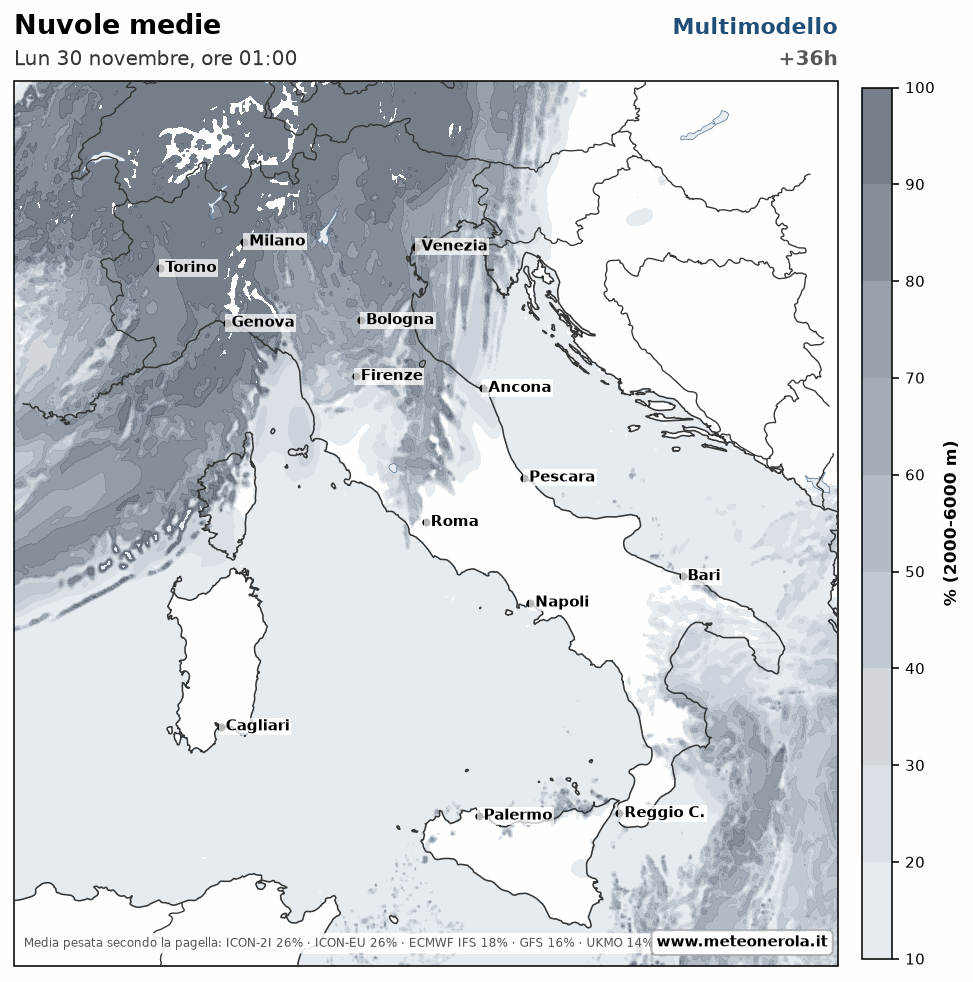 Nuvole medie
Multimodello
Lun 30 novembre, ore 01:00
+36h
Milano
Venezia
Torino
Genova
Bologna
Firenze
Ancona
Pescara
Roma
Bari
Napoli
Cagliari
Palermo
Reggio C.
100
90
80
70
60
50
40
30
20
10
% (2000-6000 m)
Media pesata secondo la pagella: ICON-2I 26% · ICON-EU 26% · ECMWF IFS 18% · GFS 16% · UKMO 14%
www.meteonerola.it